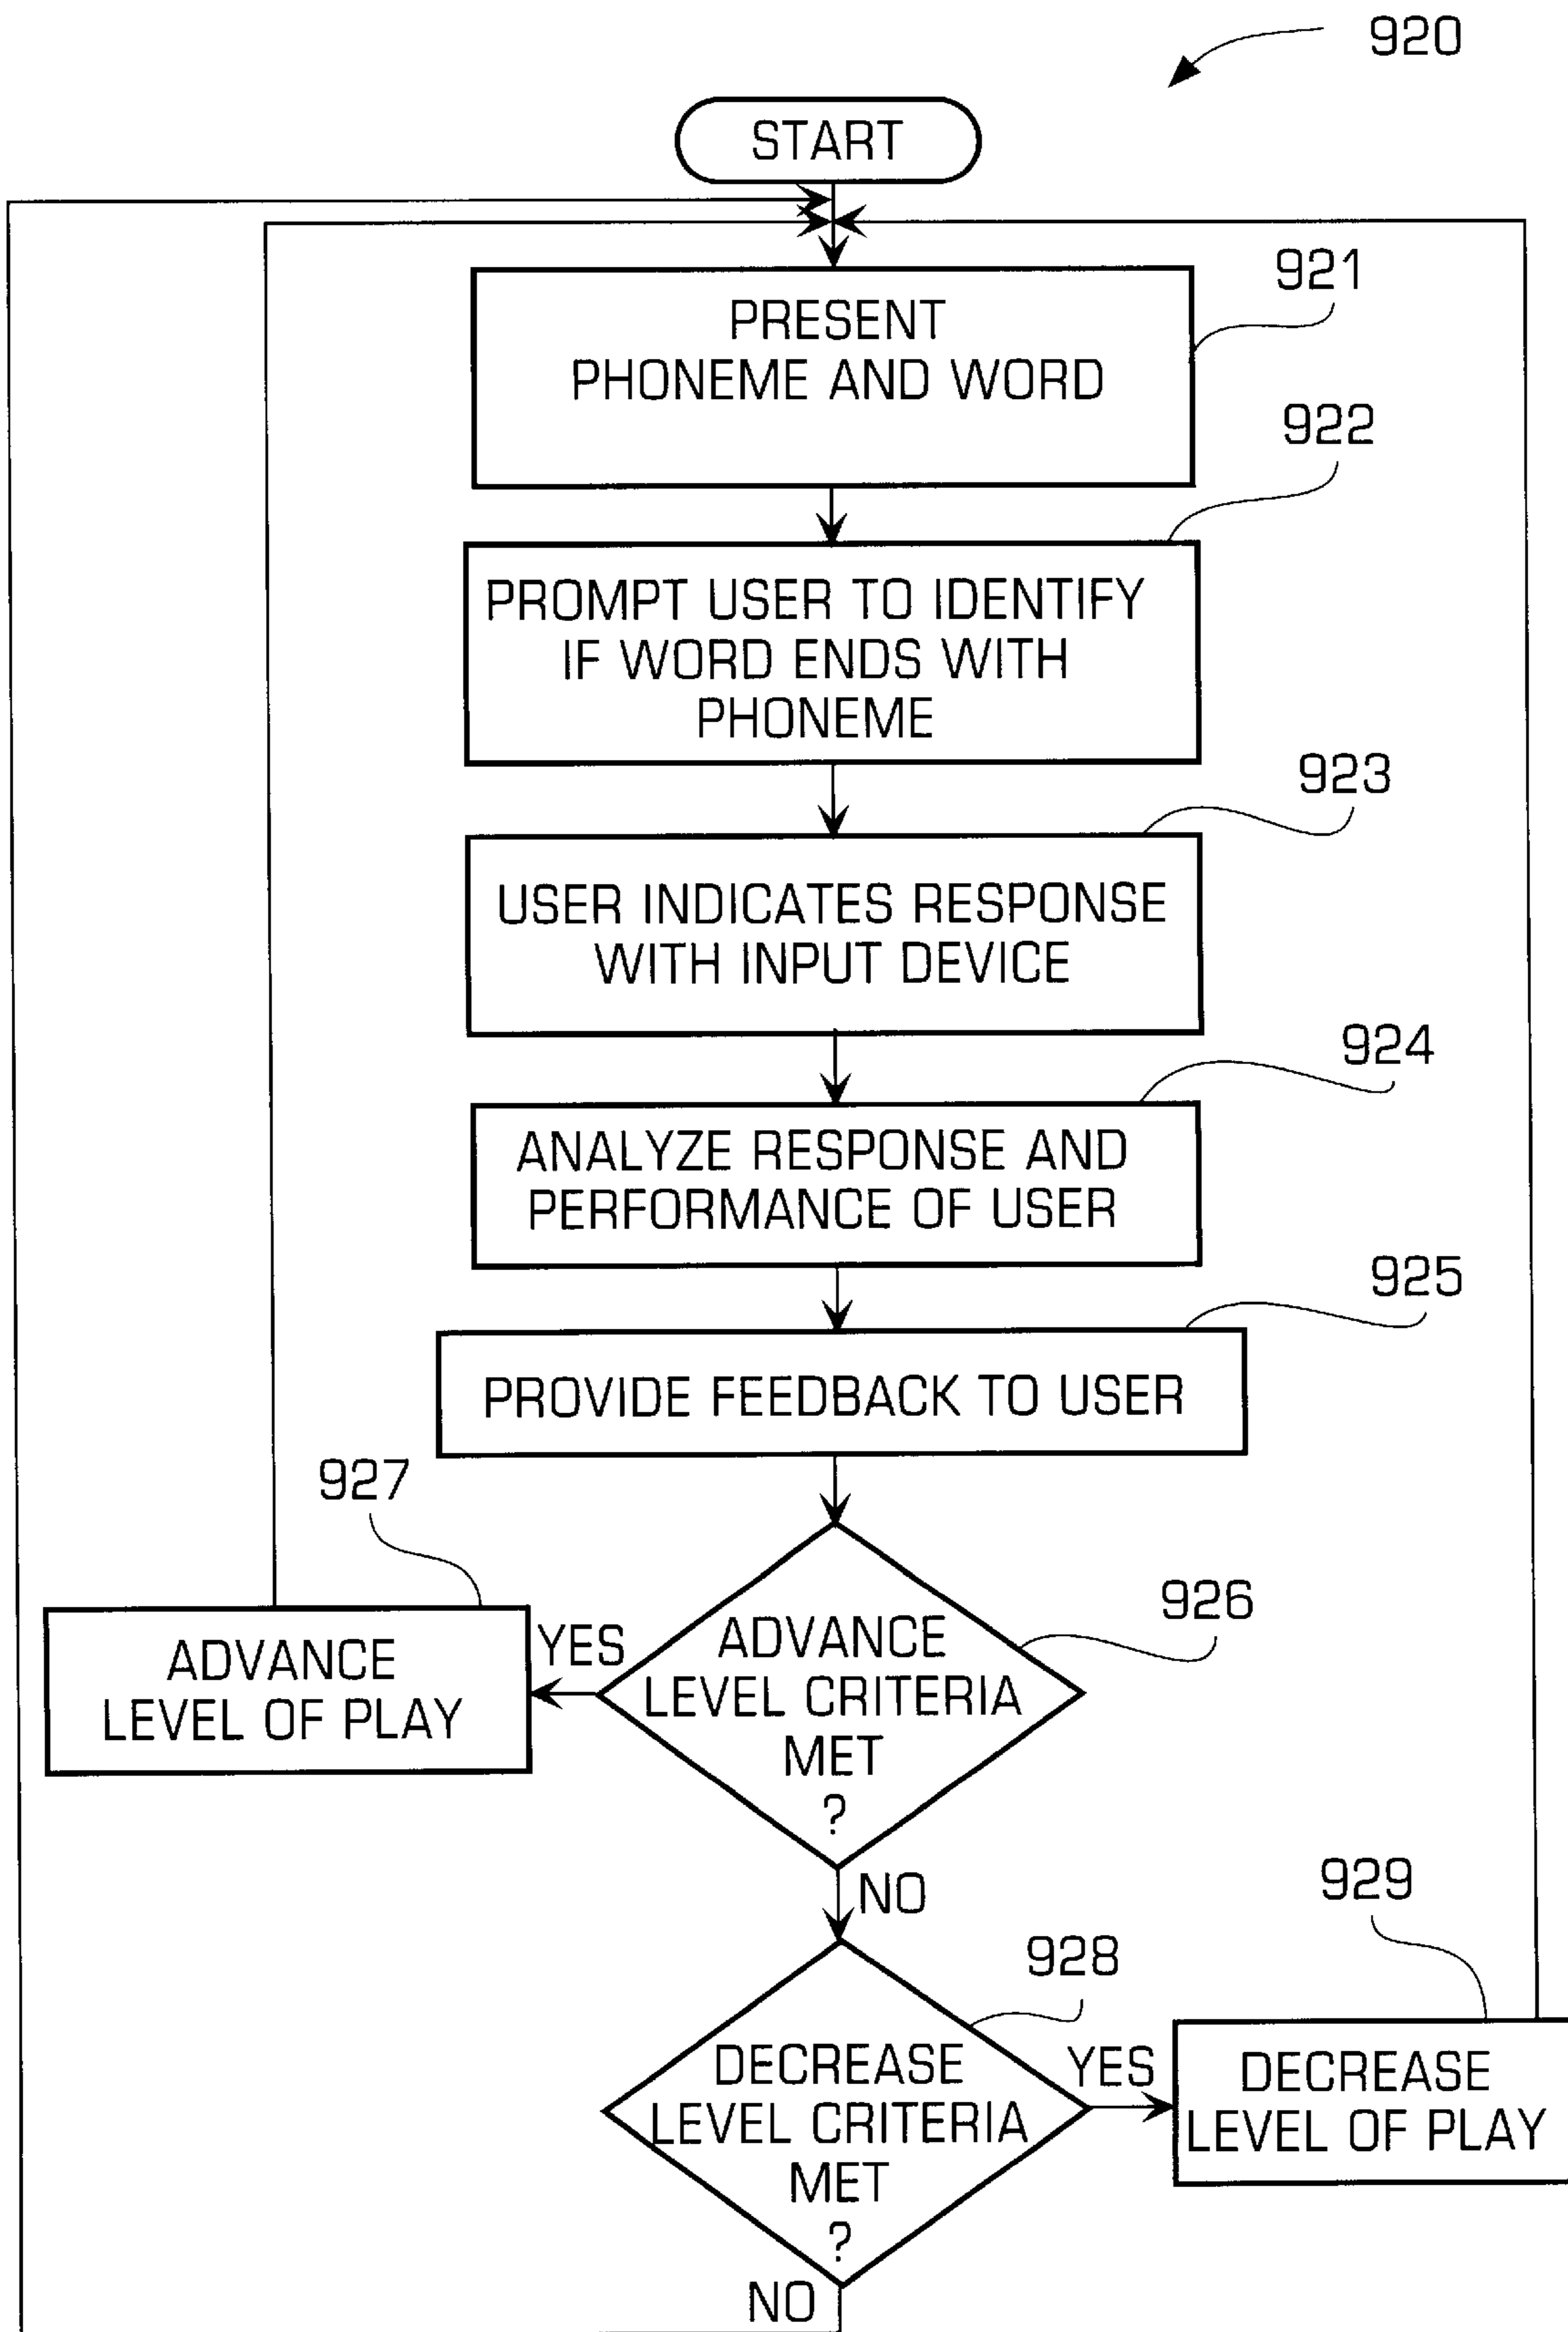 920
START
921
PRESENT
PHONEME AND WORD
922
PROMPT USER TO IDENTIFY
IF WORD ENDS WITH
PHONEME
923
USER INDICATES RESPONSE
WITH INPUT DEVICE
924
ANALYZE RESPONSE AND
PERFORMANCE OF USER
925
PROVIDE FEEDBACK TO USER
927
926
ADVANCE
LEVEL OF PLAY
YES
ADVANCE
LEVEL CRITERIA
MET
?
NO
929
928
DECREASE
LEVEL CRITERIA
MET
?
YES
DECREASE
LEVEL OF PLAY
NO